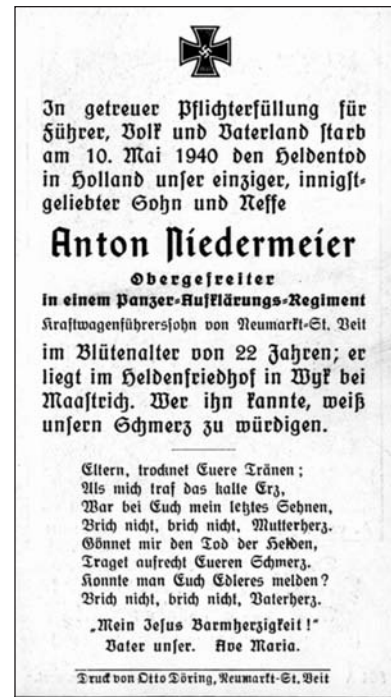 In getreuer Pflichterfüllung für
Führer, Volk und Vaterland starb
am 10. Mai 1940 den Heldentod
in Holland unser einziger, innigst-
geliebter Sohn und Neffe
Anton Niedermeier
Obergefreiter
in einem Panzer-Aufklärungs-Regiment
Kraftwagenführerssohn von Neumarkt-St. Veit
im Blütenalter von 22 Jahren; er
liegt im Heldenfriedhof in Wyk bei
Maastrich. Wer ihn kannte, weiß
unsern Schmerz zu würdigen.
Eltern, trocknet Euere Tränen;
Als mich traf das kalte Erz,
War bei Euch mein letztes Sehnen,
Brich nicht, brich nicht, Mutterherz.
Gönnet mir den Tod der Helden,
Traget aufrecht Eueren Schmerz.
Konnte man Euch Edleres melden?
Brich nicht, brich nicht, Vaterherz.
„Mein Jesus Barmherzigkeit!"
Vater unser. Ave Maria.
Druck von Otto Döring, Neumarkt-St. Veit